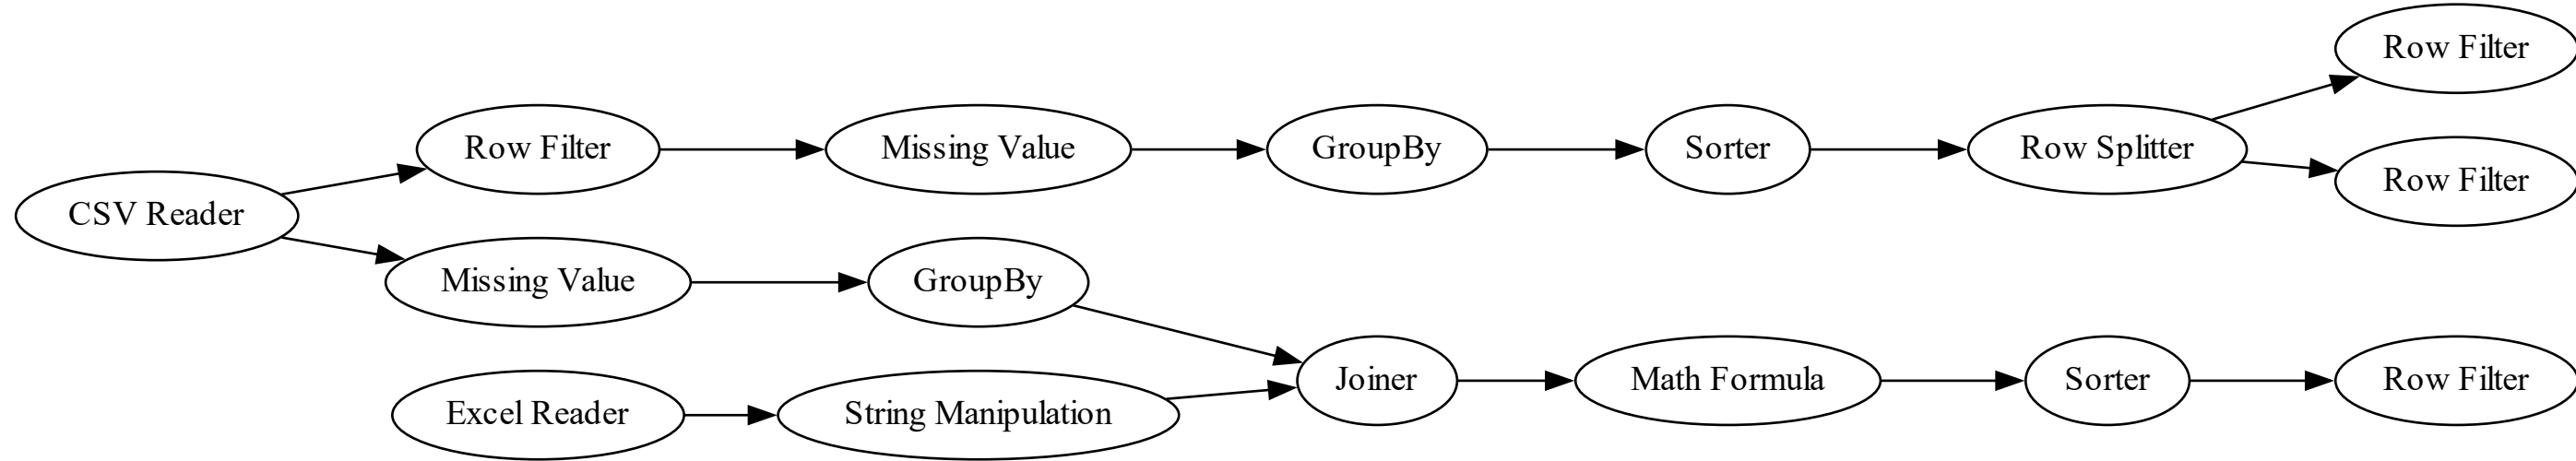 Row Filter
Row Filter
Missing Value
GroupBy
Sorter
Row Splitter
Row Filter
CSV Reader
Missing Value
GroupBy
Joiner
Math Formula
Sorter
Row Filter
Excel Reader
String Manipulation